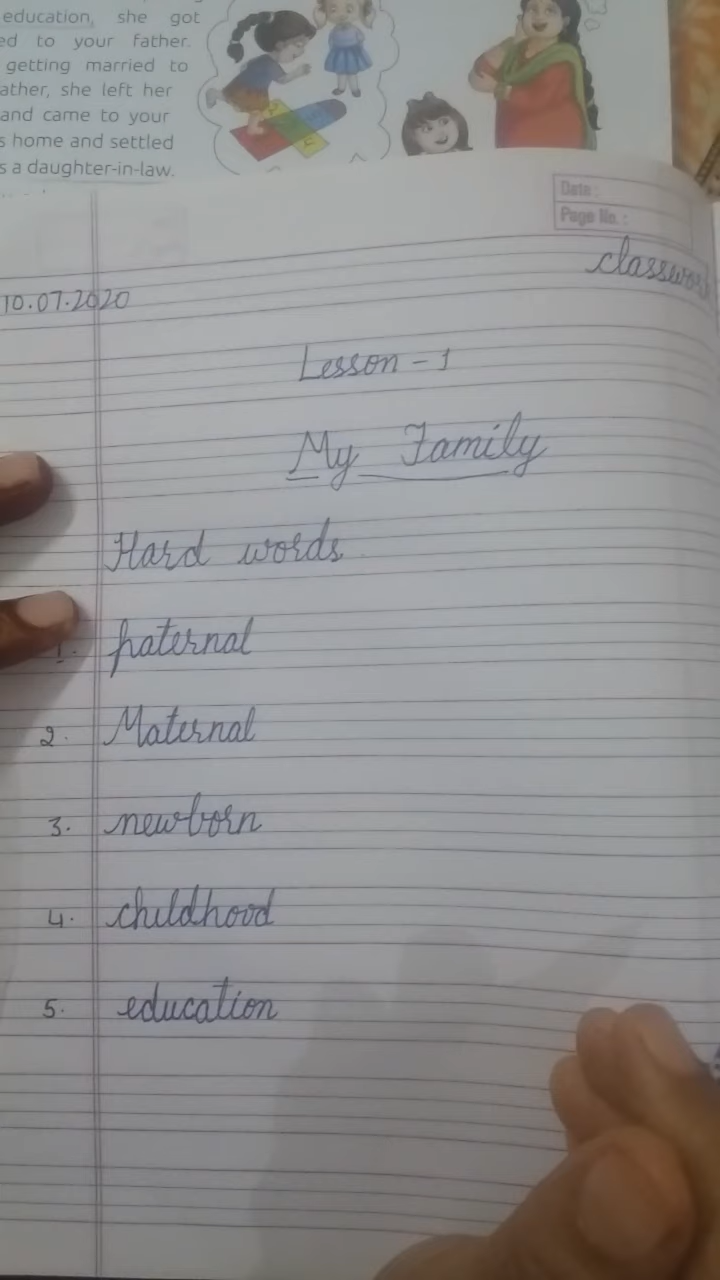 education, she got
ed to your father.
getting married to
ather, she left her
and came to your
s home and settled
s a daughter-in-law.
Date :
Page No. :
classwork
10.07.2020
Lesson - 1
My Family
Hard words
1. paternal
2. Maternal
3. newborn
4. childhood
5. education